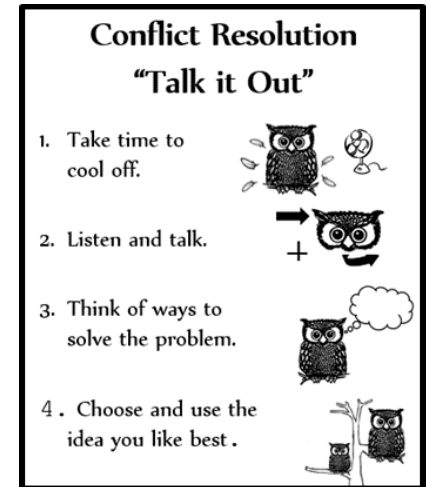 Conflict Resolution
“Talk it Out”
1. Take time to
cool off.
2. Listen and talk.
3. Think of ways to
solve the problem.
4. Choose and use the
idea you like best.